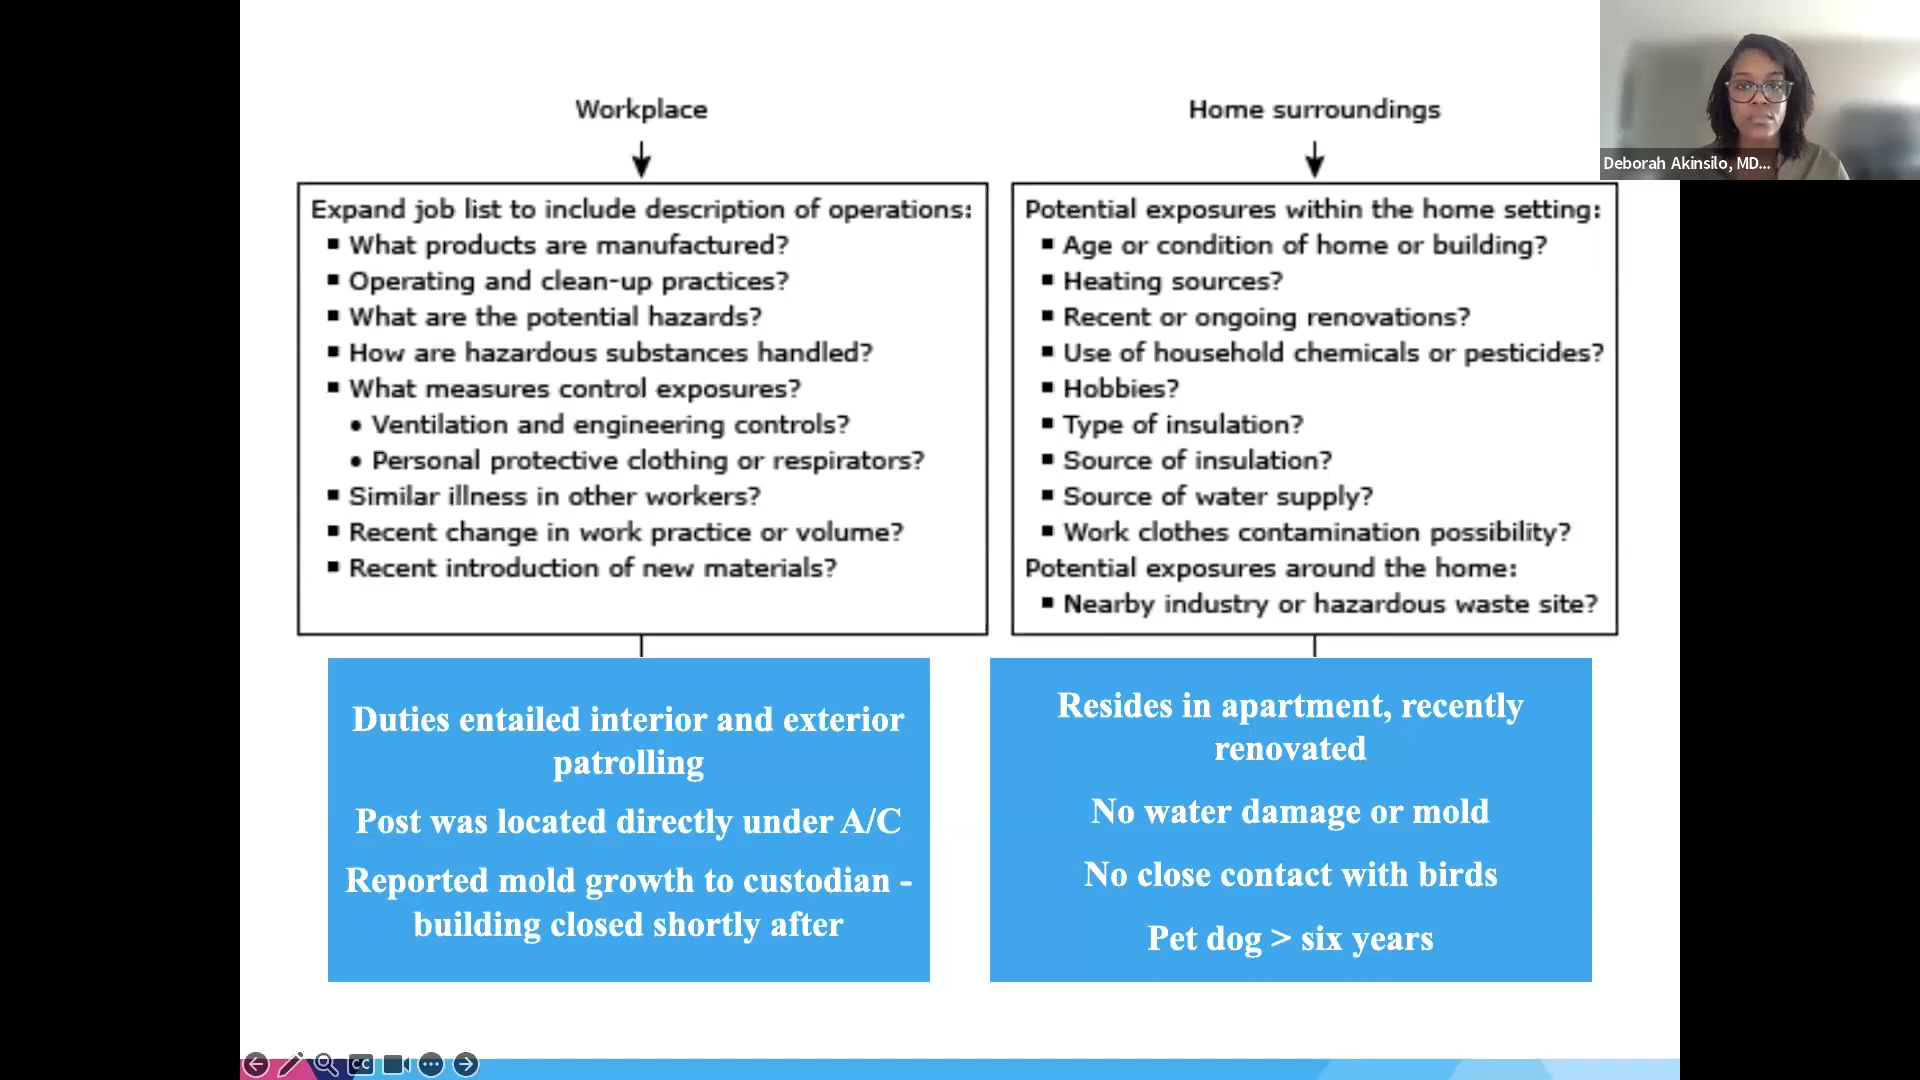 Workplace
Expand job list to include description of operations:
▪ What products are manufactured?
▪ Operating and clean-up practices?
▪ What are the potential hazards?
▪ How are hazardous substances handled?
▪ What measures control exposures?
• Ventilation and engineering controls?
• Personal protective clothing or respirators?
▪ Similar illness in other workers?
▪ Recent change in work practice or volume?
▪ Recent introduction of new materials?
Duties entailed interior and exterior
patrolling
Post was located directly under A/C
Reported mold growth to custodian -
building closed shortly after
Home surroundings
Potential exposures within the home setting:
▪ Age or condition of home or building?
▪ Heating sources?
▪ Recent or ongoing renovations?
▪ Use of household chemicals or pesticides?
▪ Hobbies?
▪ Type of insulation?
▪ Source of insulation?
▪ Source of water supply?
▪ Work clothes contamination possibility?
Potential exposures around the home:
▪ Nearby industry or hazardous waste site?
Resides in apartment, recently
renovated
No water damage or mold
No close contact with birds
Pet dog > six years
Deborah Akinsilo, MD...
CC